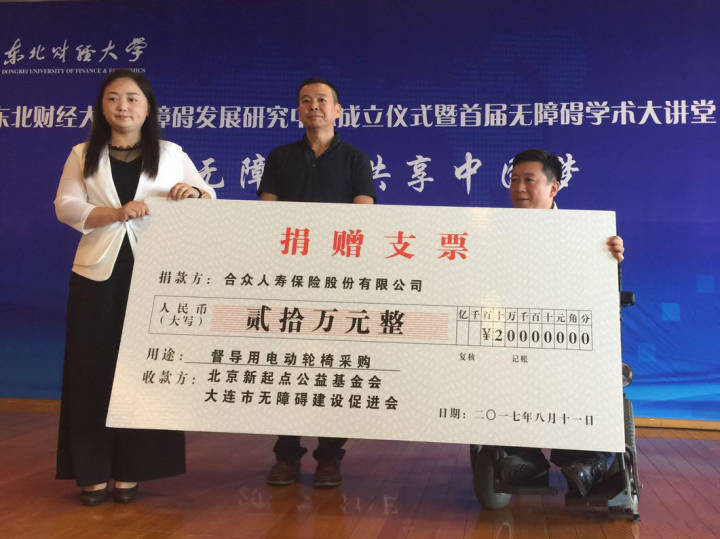 东北财经大学
DONGBEI UNIVERSITY OF FINANCE & ECONOMICS
东北财经大 障碍发展研究中 成立仪式暨首届无障碍学术大讲堂
无障 共享中国梦
捐赠支票
捐款方：合众人寿保险股份有限公司
人民币
（大写）
贰拾万元整
亿千百十万千百十元角分
¥20000000
复核 记帐
用途：督导用电动轮椅采购
收款方：北京新起点公益基金会
大连市无障碍建设促进会
日期：二〇一七年八月十一日